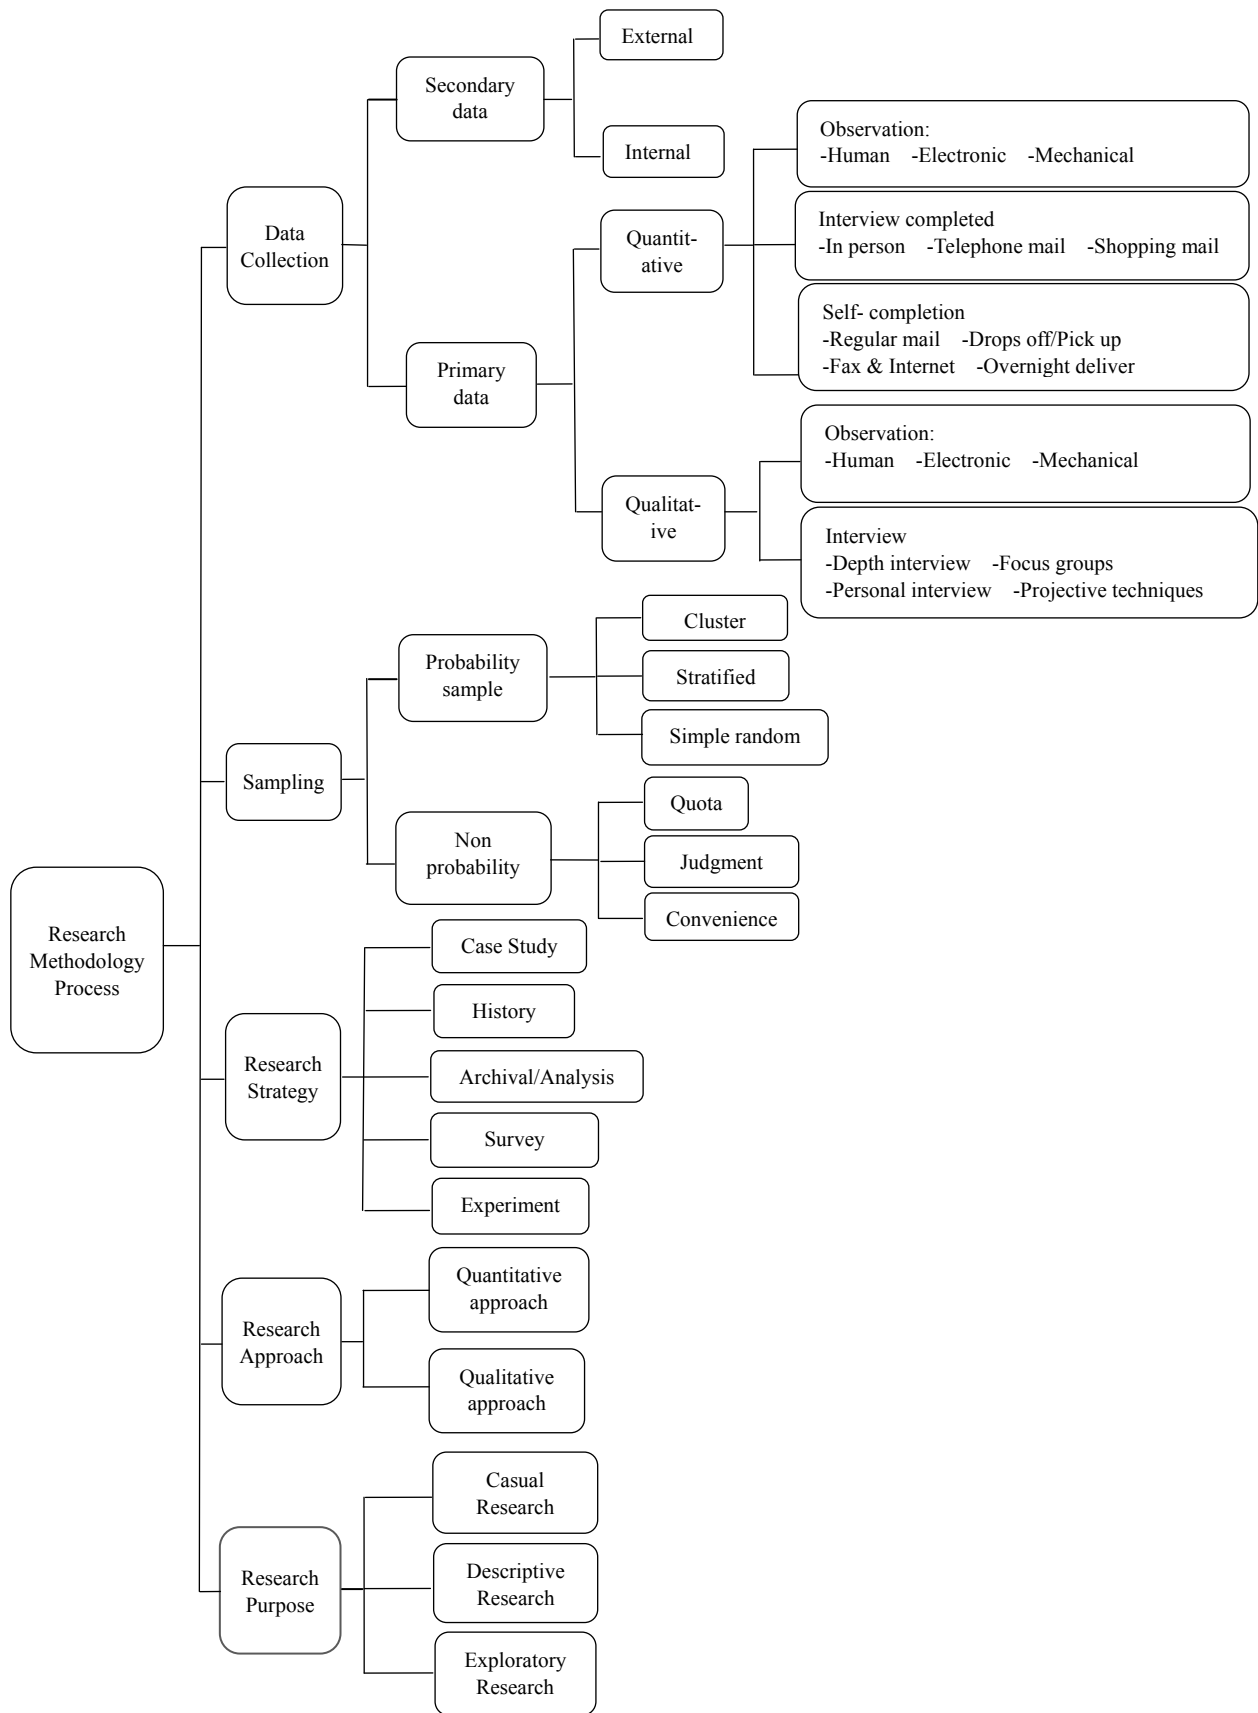 External
Secondary
data
Internal
Observation:
-Human -Electronic -Mechanical
Data
Collection
Quantit-
ative
Interview completed
-In person -Telephone mail -Shopping mail
Self- completion
-Regular mail -Drops off/Pick up
-Fax & Internet -Overnight deliver
Primary
data
Qualitat-
ive
Observation:
-Human -Electronic -Mechanical
Interview
-Depth interview -Focus groups
-Personal interview -Projective techniques
Sampling
Probability
sample
Cluster
Stratified
Simple random
Non
probability
Quota
Judgment
Convenience
Research
Methodology
Process
Research
Strategy
Case Study
History
Archival/Analysis
Survey
Experiment
Research
Approach
Quantitative
approach
Qualitative
approach
Research
Purpose
Casual
Research
Descriptive
Research
Exploratory
Research